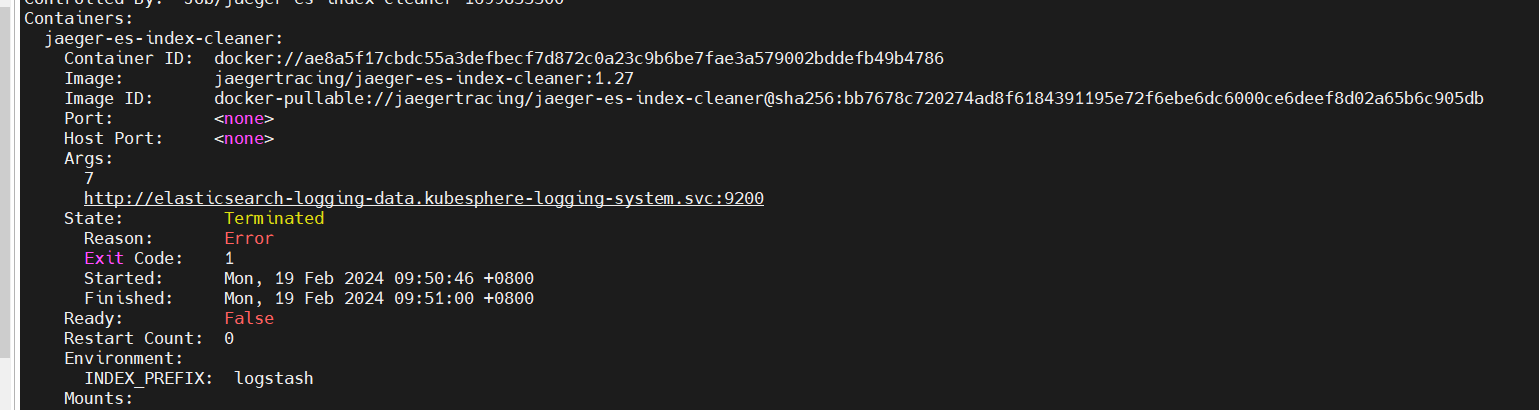 Controlled By:  Job/jaeger-es-index-cleaner-1699833300
Containers:
  jaeger-es-index-cleaner:
    Container ID:  docker://ae8a5f17cbdc55a3defbecf7d872c0a23c9b6be7fae3a579002bddefb49b4786
    Image:         jaegertracing/jaeger-es-index-cleaner:1.27
    Image ID:      docker-pullable://jaegertracing/jaeger-es-index-cleaner@sha256:bb7678c720274ad8f6184391195e72f6ebe6dc6000ce6deef8d02a65b6c905db
    Port:          <none>
    Host Port:     <none>
    Args:
      7
      http://elasticsearch-logging-data.kubesphere-logging-system.svc:9200
    State:          Terminated
      Reason:       Error
      Exit Code:    1
      Started:      Mon, 19 Feb 2024 09:50:46 +0800
      Finished:     Mon, 19 Feb 2024 09:51:00 +0800
    Ready:          False
    Restart Count:  0
    Environment:
      INDEX_PREFIX:  logstash
    Mounts: